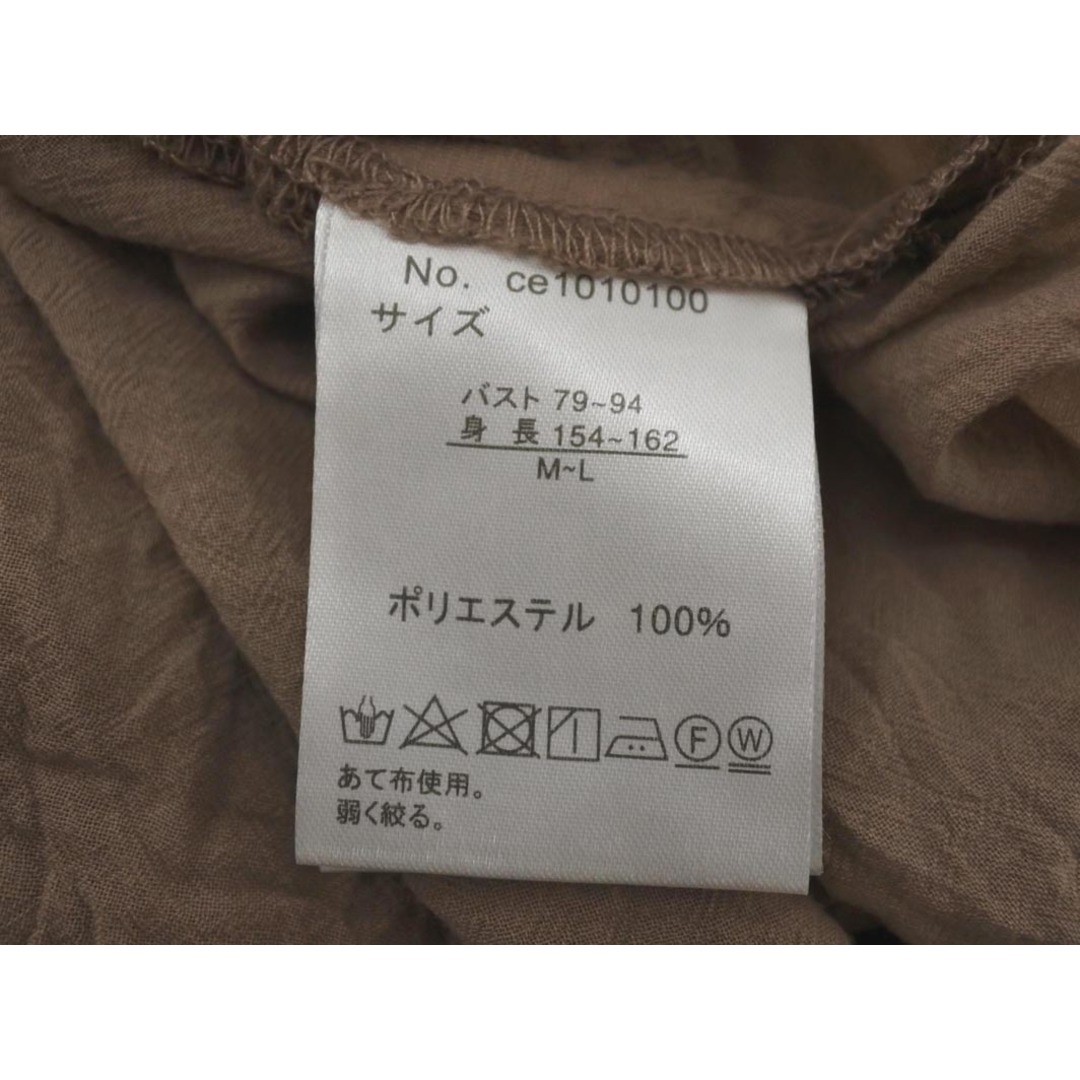 No. ce1010100
サイズ
バスト 79~94
身 長 154~162
M~L
ポリエステル 100%
F W
あて布使用。
弱く絞る。